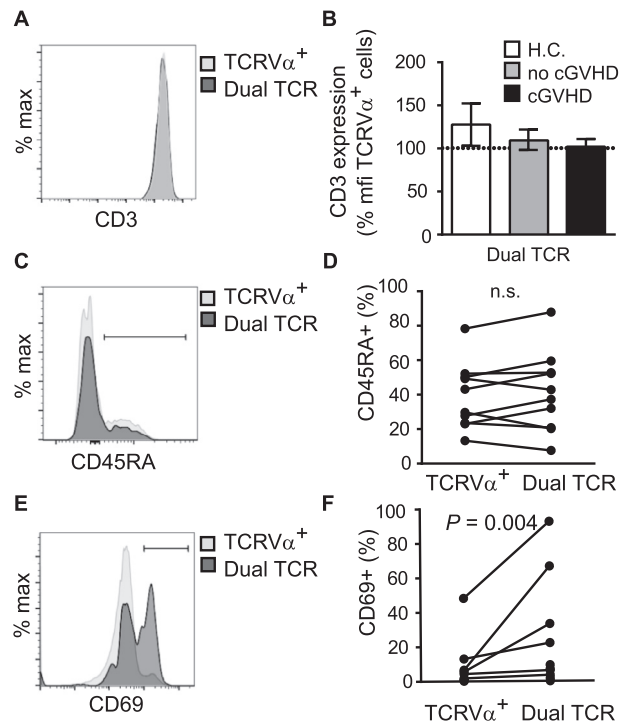 A
% max
CD3
TCRVα⁺
Dual TCR
B
CD3 expression
(% mfi TCRVα⁺ cells)
200
150
100
50
0
H.C.
no cGVHD
cGVHD
Dual TCR
C
% max
CD45RA
TCRVα⁺
Dual TCR
D
CD45RA+ (%)
100
80
60
40
20
0
n.s.
TCRVα⁺ Dual TCR
E
% max
CD69
TCRVα⁺
Dual TCR
F
CD69+ (%)
100
80
60
40
20
0
P = 0.004
TCRVα⁺ Dual TCR